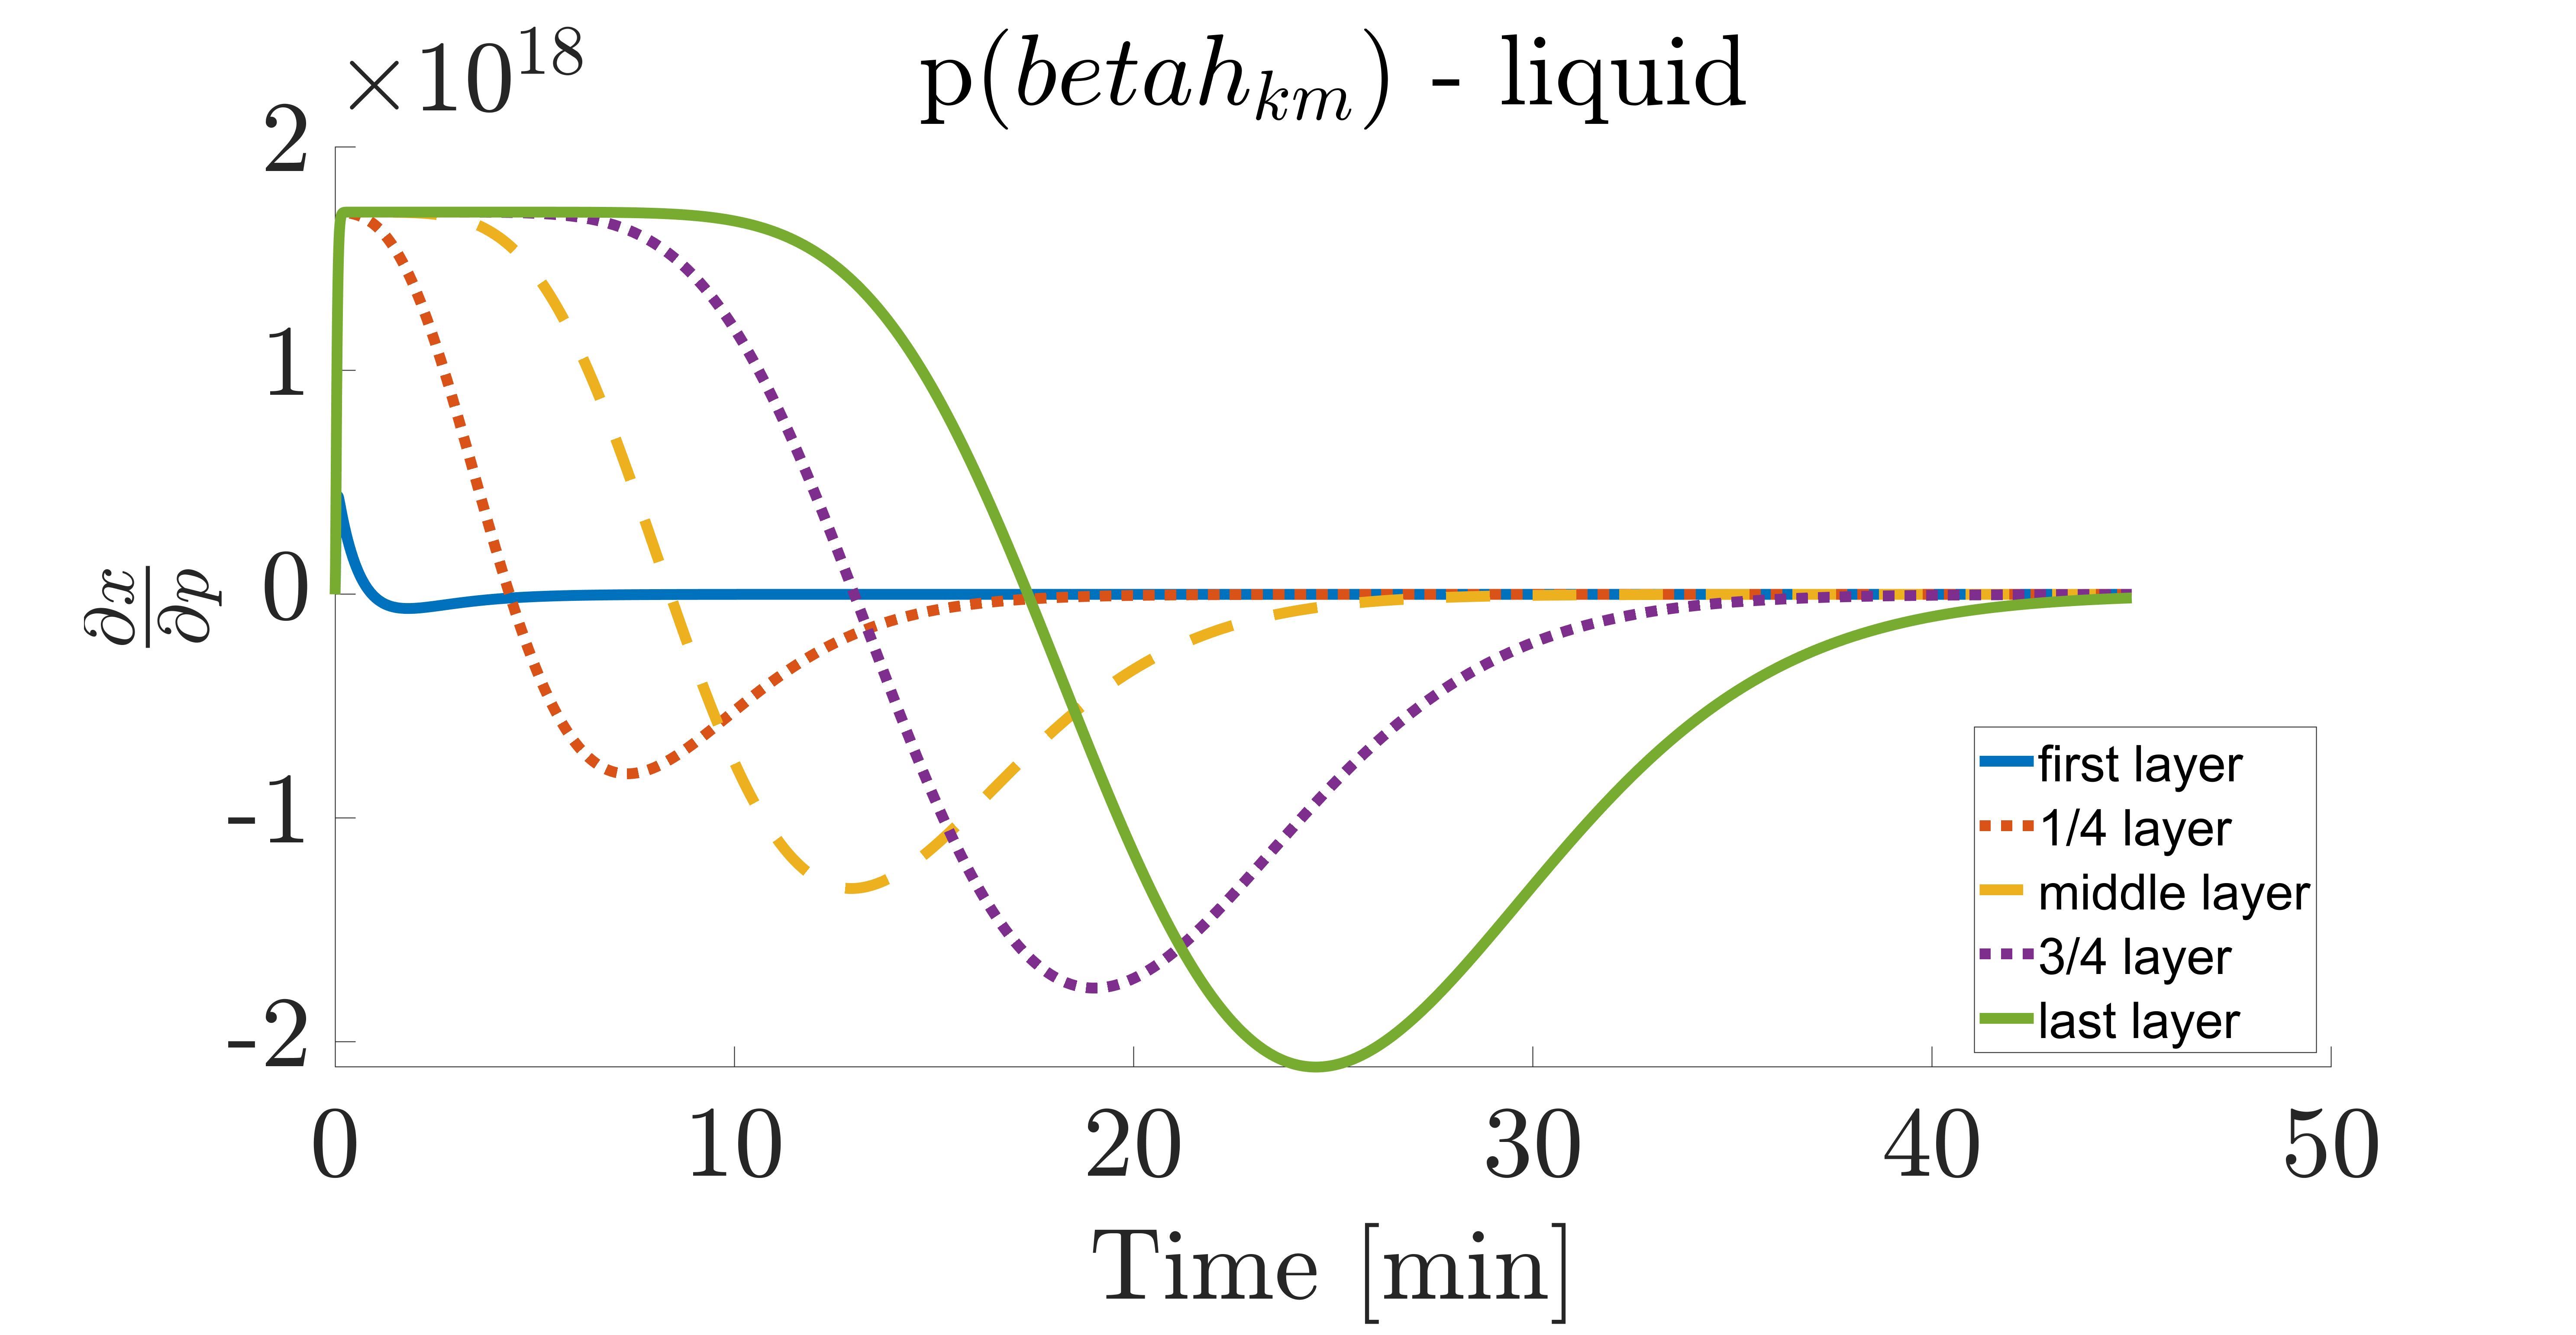 ×10^18
p(betah_km) - liquid
2
1
0
-1
-2
∂x/∂p
0 10 20 30 40 50
Time [min]
first layer
1/4 layer
middle layer
3/4 layer
last layer